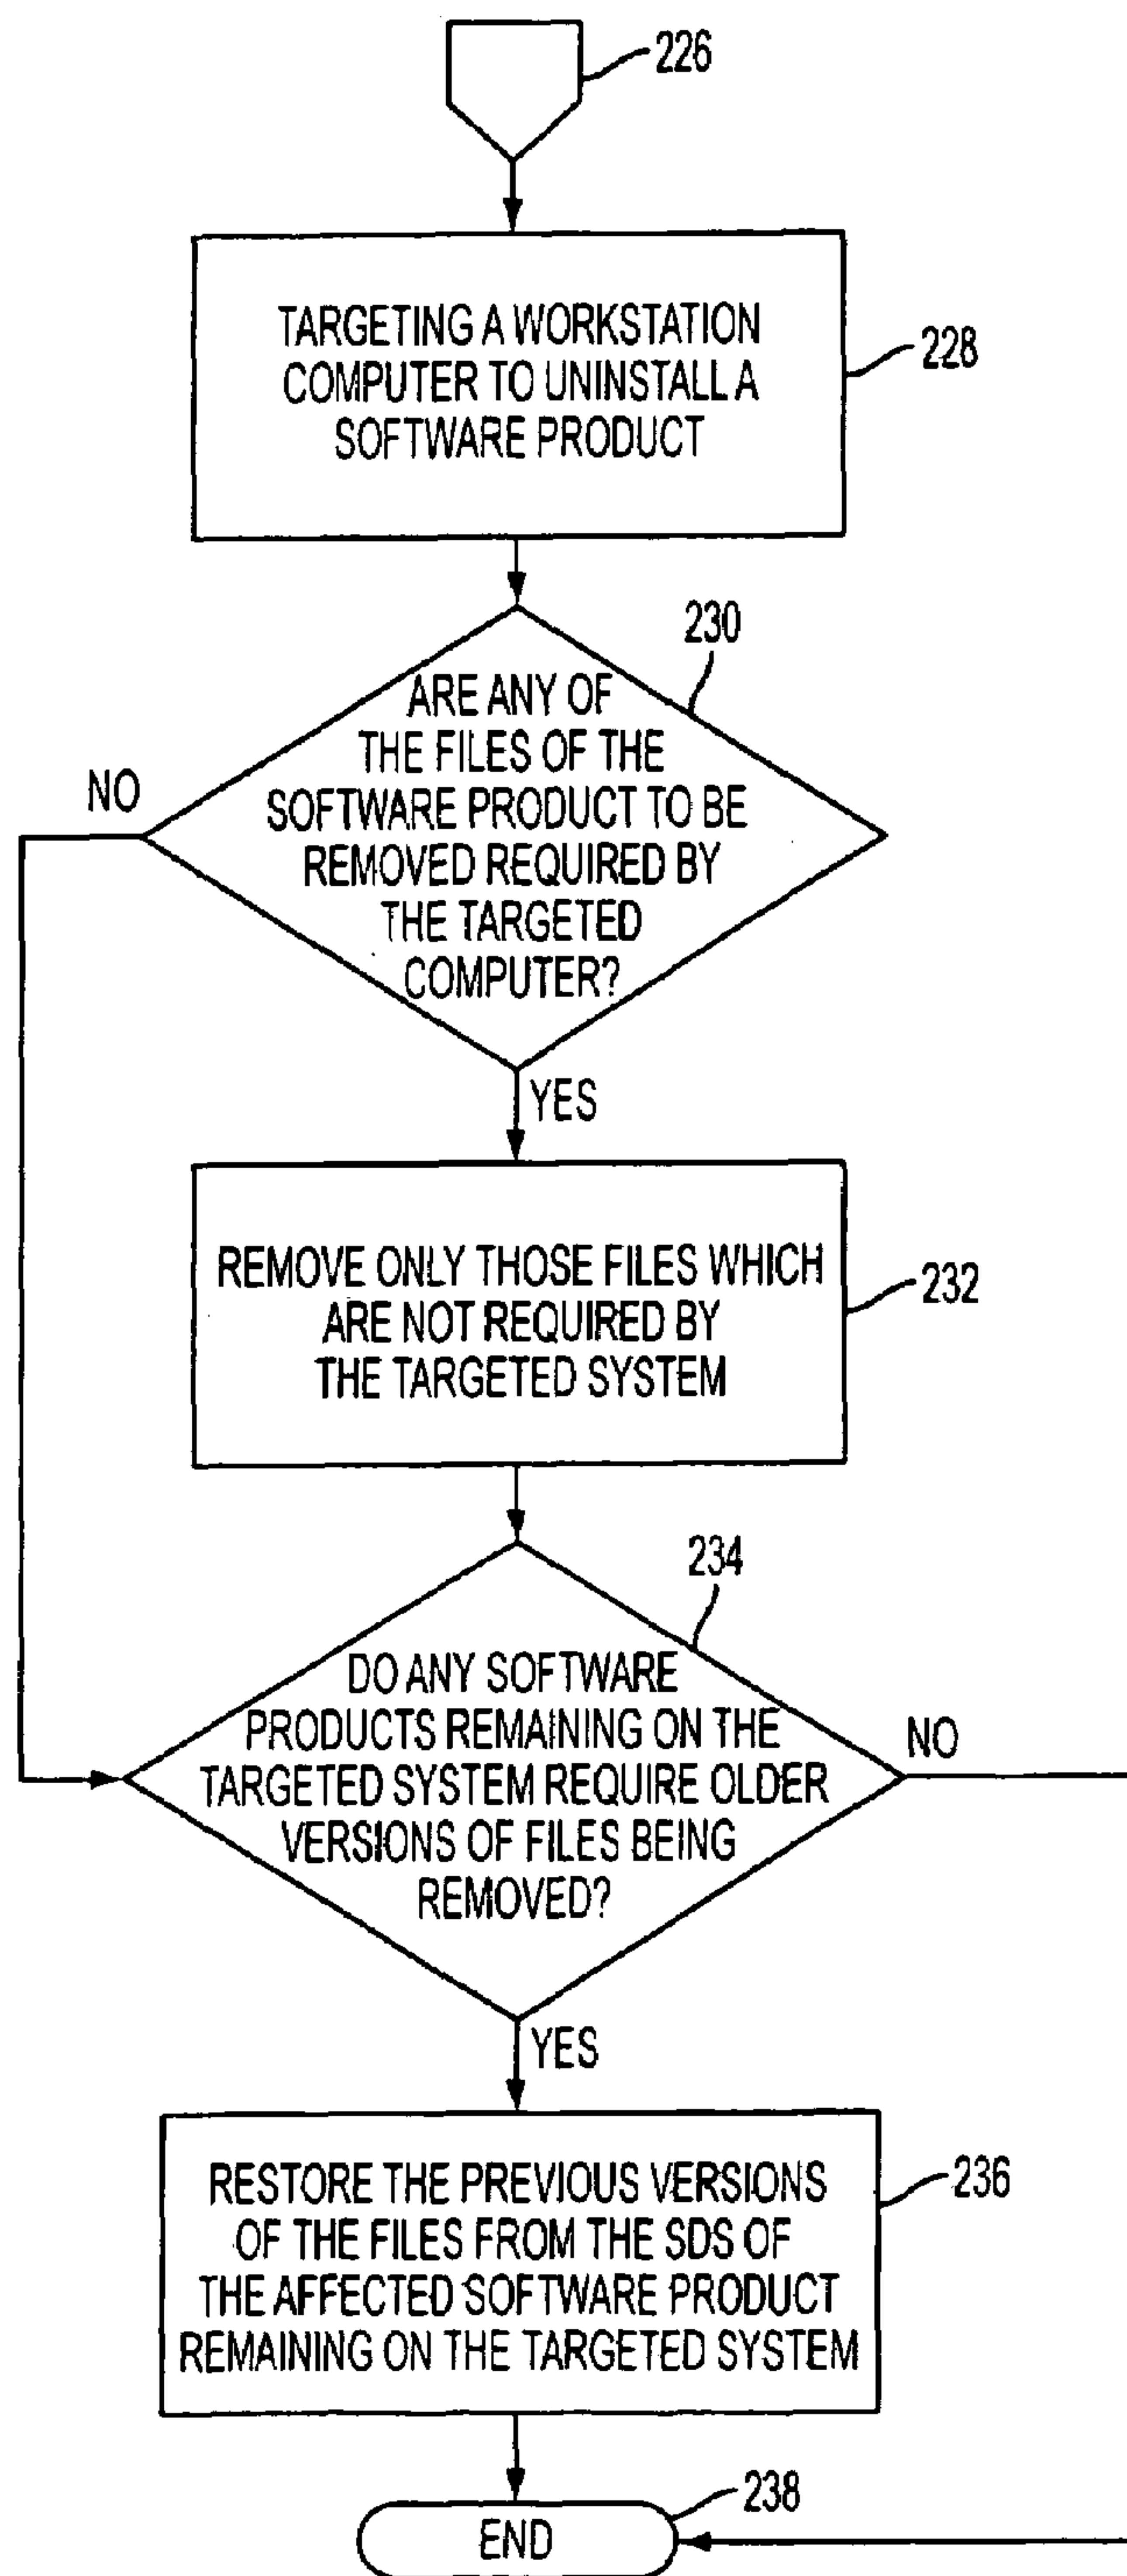 226
TARGETING A WORKSTATION
COMPUTER TO UNINSTALL A
SOFTWARE PRODUCT
228
230
ARE ANY OF
THE FILES OF THE
SOFTWARE PRODUCT TO BE
REMOVED REQUIRED BY
THE TARGETED
COMPUTER?
NO
YES
REMOVE ONLY THOSE FILES WHICH
ARE NOT REQUIRED BY
THE TARGETED SYSTEM
232
234
DO ANY SOFTWARE
PRODUCTS REMAINING ON THE
TARGETED SYSTEM REQUIRE OLDER
VERSIONS OF FILES BEING
REMOVED?
NO
YES
RESTORE THE PREVIOUS VERSIONS
OF THE FILES FROM THE SDS OF
THE AFFECTED SOFTWARE PRODUCT
REMAINING ON THE TARGETED SYSTEM
236
238
END